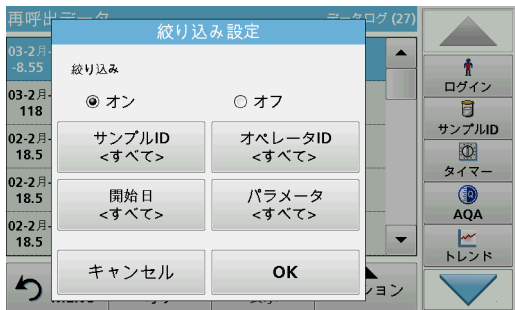 再呼出データ
データログ (27)
絞り込み設定
03-2月-
-8.55
絞り込み
オン
オフ
03-2月-
118
サンプルID
<すべて>
オペレータID
<すべて>
02-2月-
18.5
開始日
<すべて>
パラメータ
<すべて>
02-2月-
18.5
02-2月-
18.5
キャンセル
OK
ション
ログイン
サンプルID
タイマー
AQA
トレンド